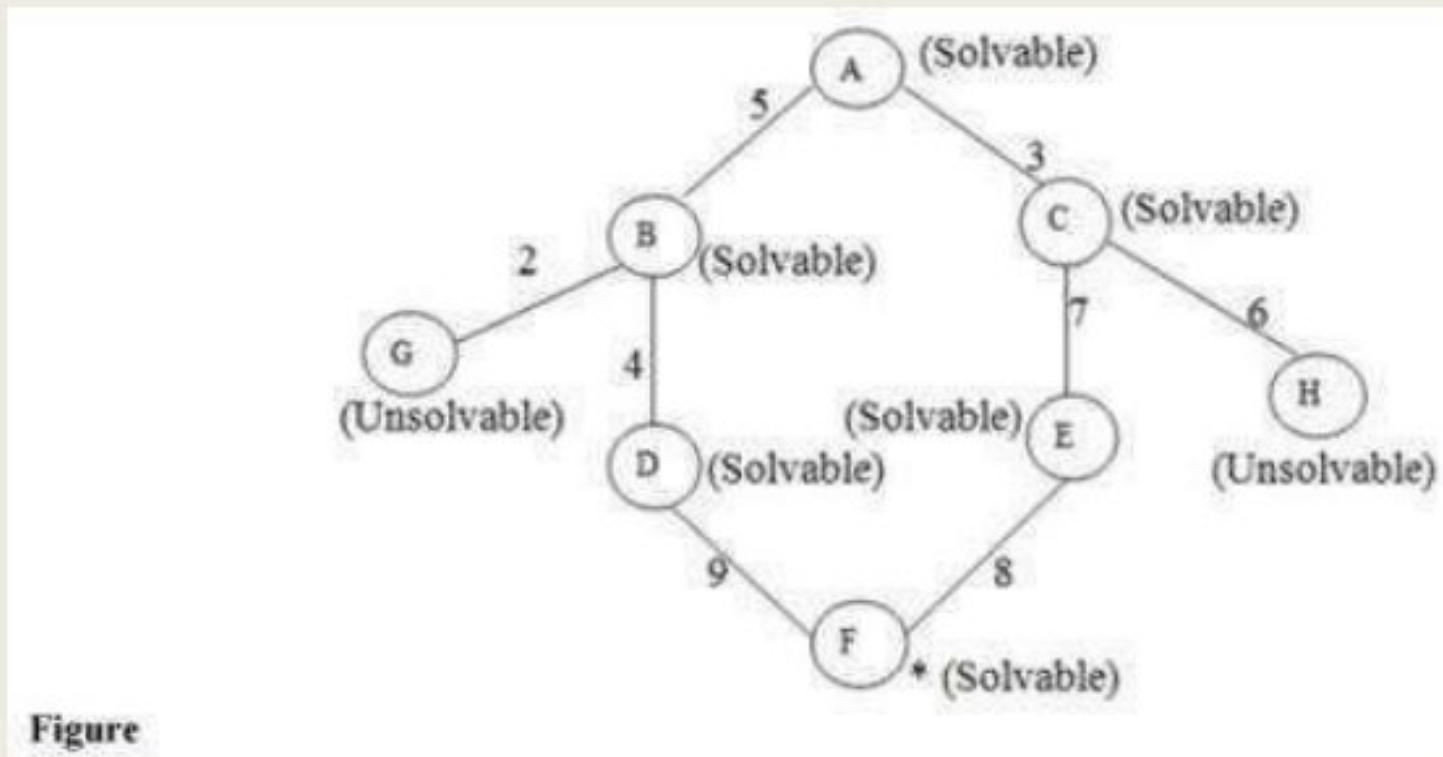 A (Solvable)
5
3
B (Solvable)
C (Solvable)
2
7
6
G
(Unsolvable)
4
H
(Unsolvable)
(Solvable) E
D (Solvable)
9
8
F * (Solvable)
Figure